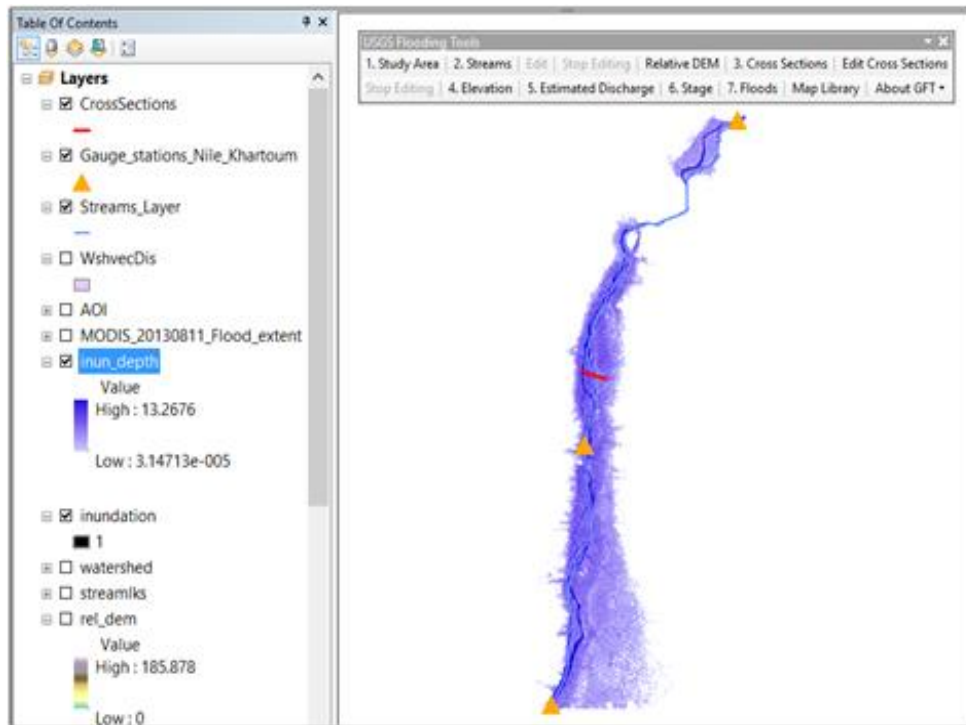 Table Of Contents
Layers
CrossSections
Gauge_stations_Nile_Khartoum
Streams_Layer
WshvecDis
AOI
MODIS_20130811_Flood_extent
inun_depth
Value
High : 13.2676
Low : 3.14713e-005
inundation
1
watershed
streamlks
rel_dem
Value
High : 185.878
Low : 0
USGS Flooding Tools
1. Study Area | 2. Streams | Edit | Stop Editing | Relative DEM | 3. Cross Sections | Edit Cross Sections
Stop Editing | 4. Elevation | 5. Estimated Discharge | 6. Stage | 7. Floods | Map Library | About GFT